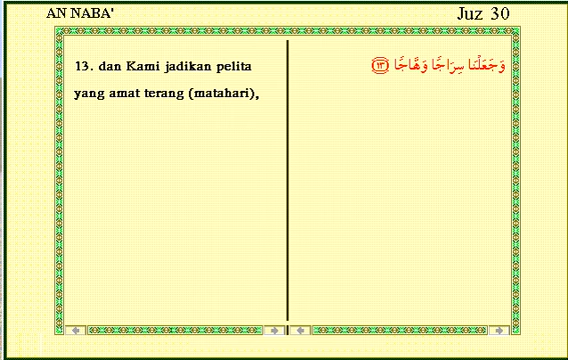 AN NABA'
Juz 30
13. dan Kami jadikan pelita
yang amat terang (matahari),
وَجَعَلْنَا سِرَاجًا وَهَّاجًا ﴿١٣﴾